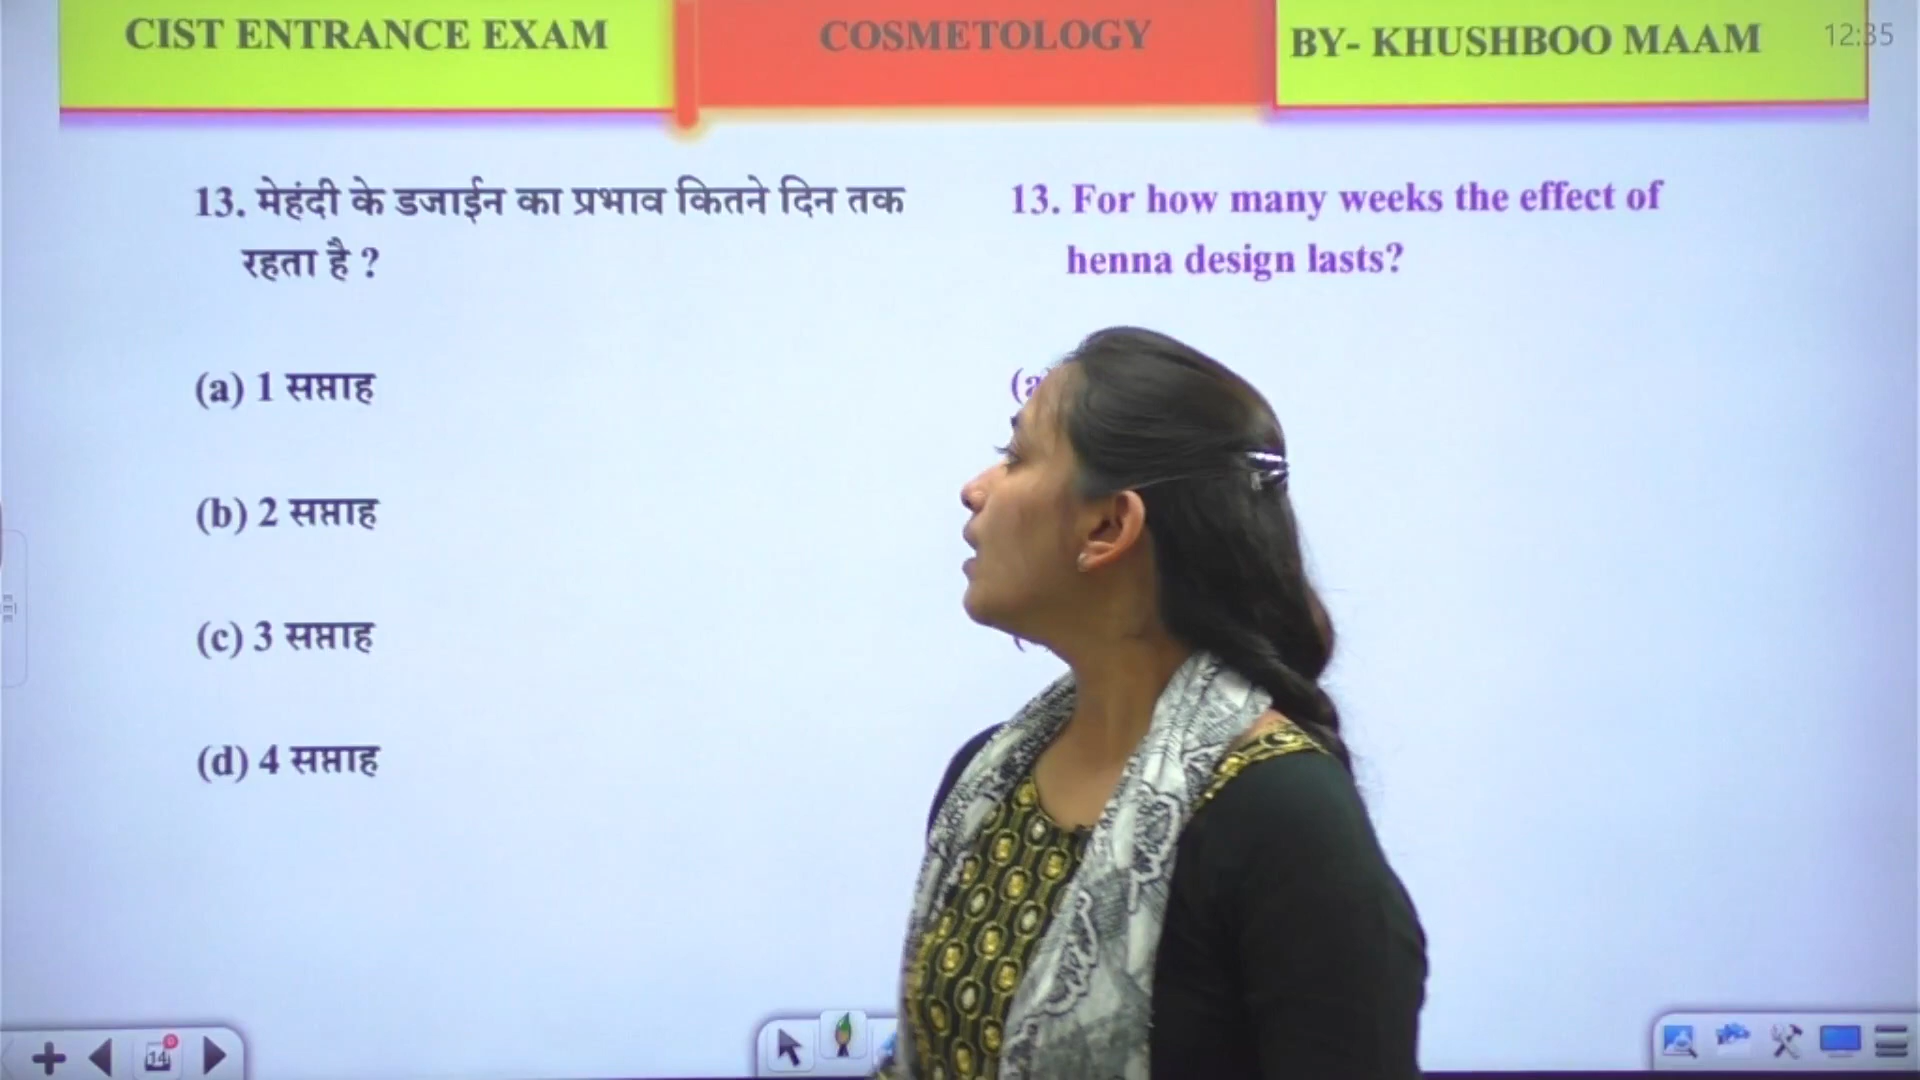 CIST ENTRANCE EXAM
COSMETOLOGY
BY- KHUSHBOO MAAM
12:35
13. मेहंदी के डजाईन का प्रभाव कितने दिन तक
रहता है ?
(a) 1 सप्ताह
(b) 2 सप्ताह
(c) 3 सप्ताह
(d) 4 सप्ताह
13. For how many weeks the effect of
henna design lasts?
14